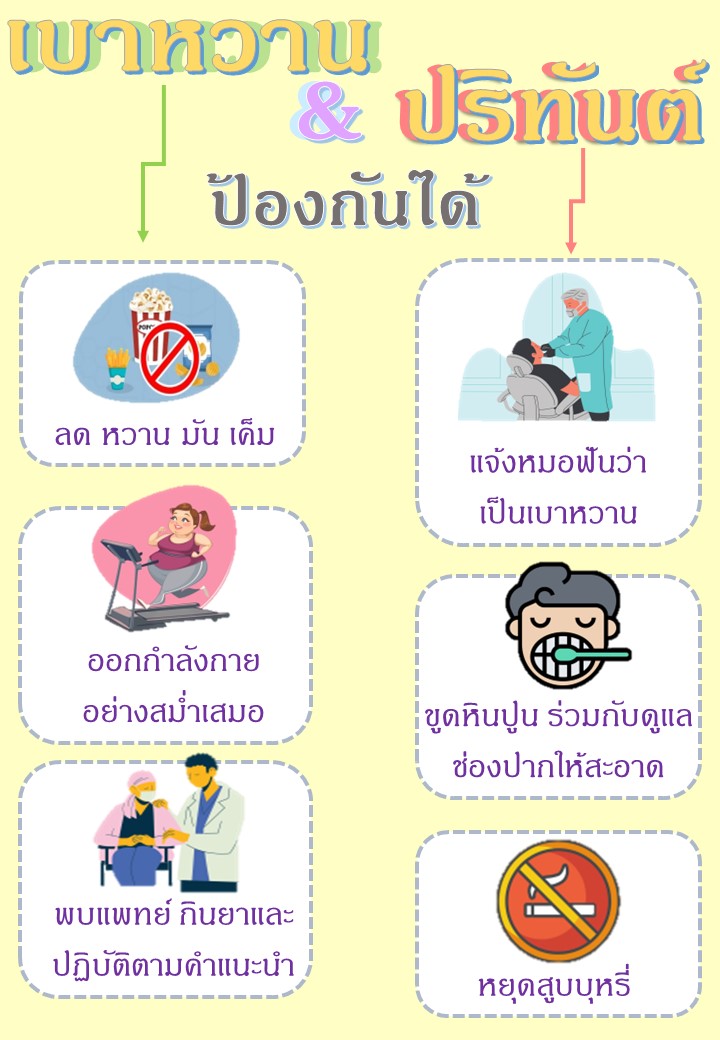 เบาหวาน
& ปริทันต์
ป้องกันได้
ลด หวาน มัน เค็ม
ออกกำลังกาย
อย่างสม่ำเสมอ
พบแพทย์ กินยาและ
ปฏิบัติตามคำแนะนำ
แจ้งหมอฟันว่า
เป็นเบาหวาน
ขูดหินปูน ร่วมกับดูแล
ช่องปากให้สะอาด
หยุดสูบบุหรี่